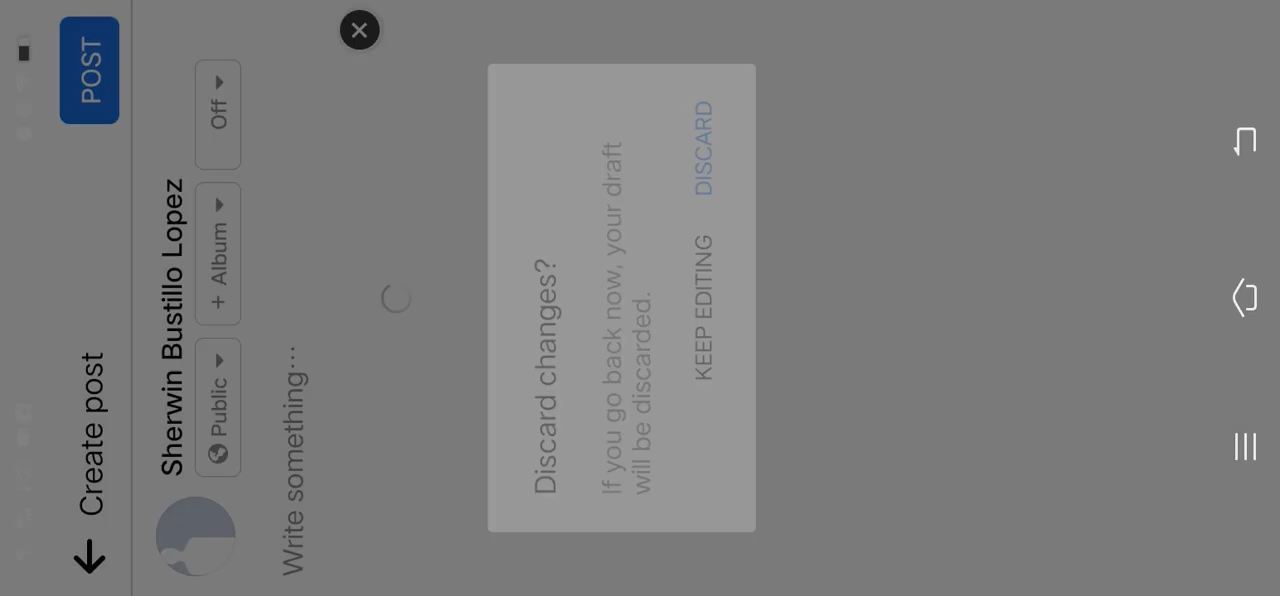 Create post
POST
Sherwin Bustillo Lopez
Public
+ Album
Off
Write something...
Discard changes?
If you go back now, your draft
will be discarded.
KEEP EDITING
DISCARD